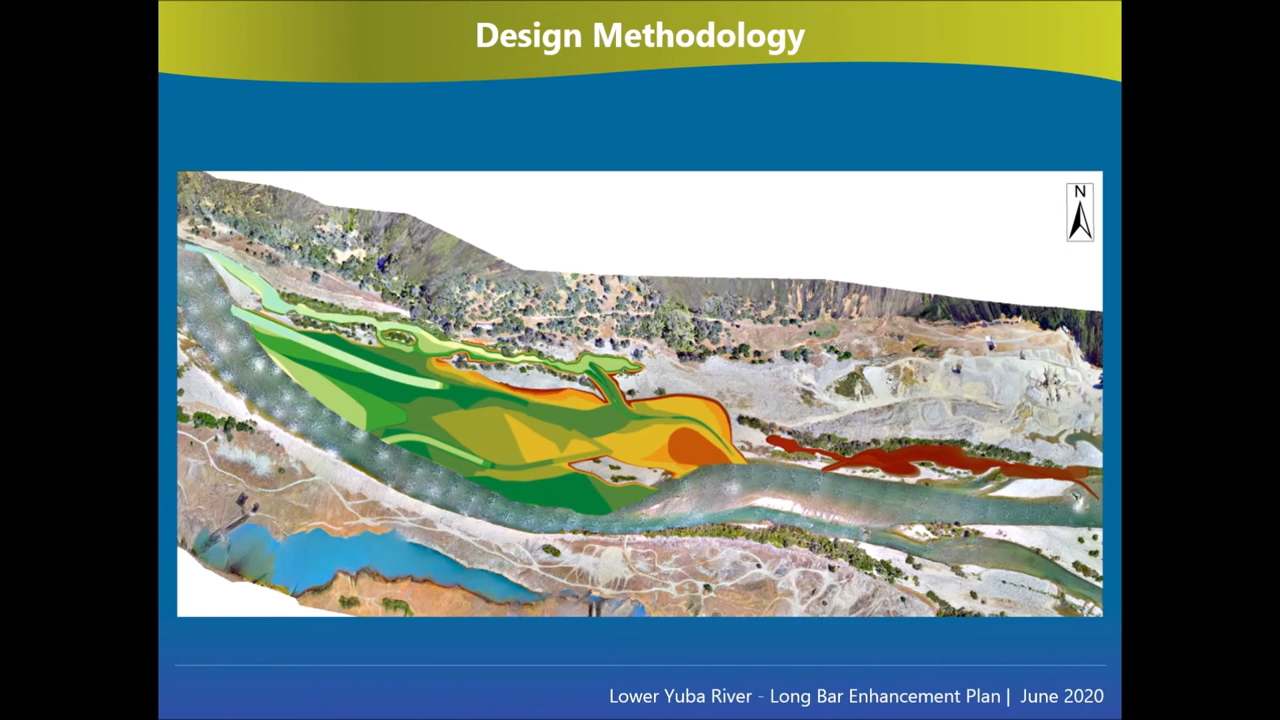 Design Methodology
N
Lower Yuba River - Long Bar Enhancement Plan | June 2020